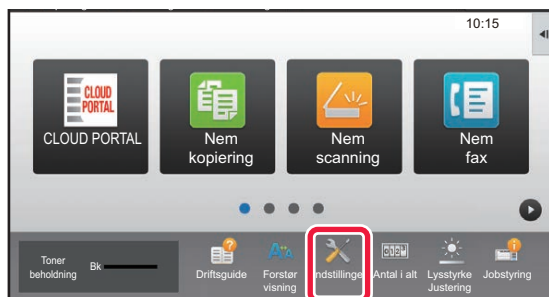 10:15
CLOUD
PORTAL
CLOUD PORTAL
Nem
kopiering
Nem
scanning
Nem
fax
Toner
beholdning
Bk
Driftsguide
Forstør
visning
Indstillinger
Antal i alt
Lysstyrke
Justering
Jobstyring